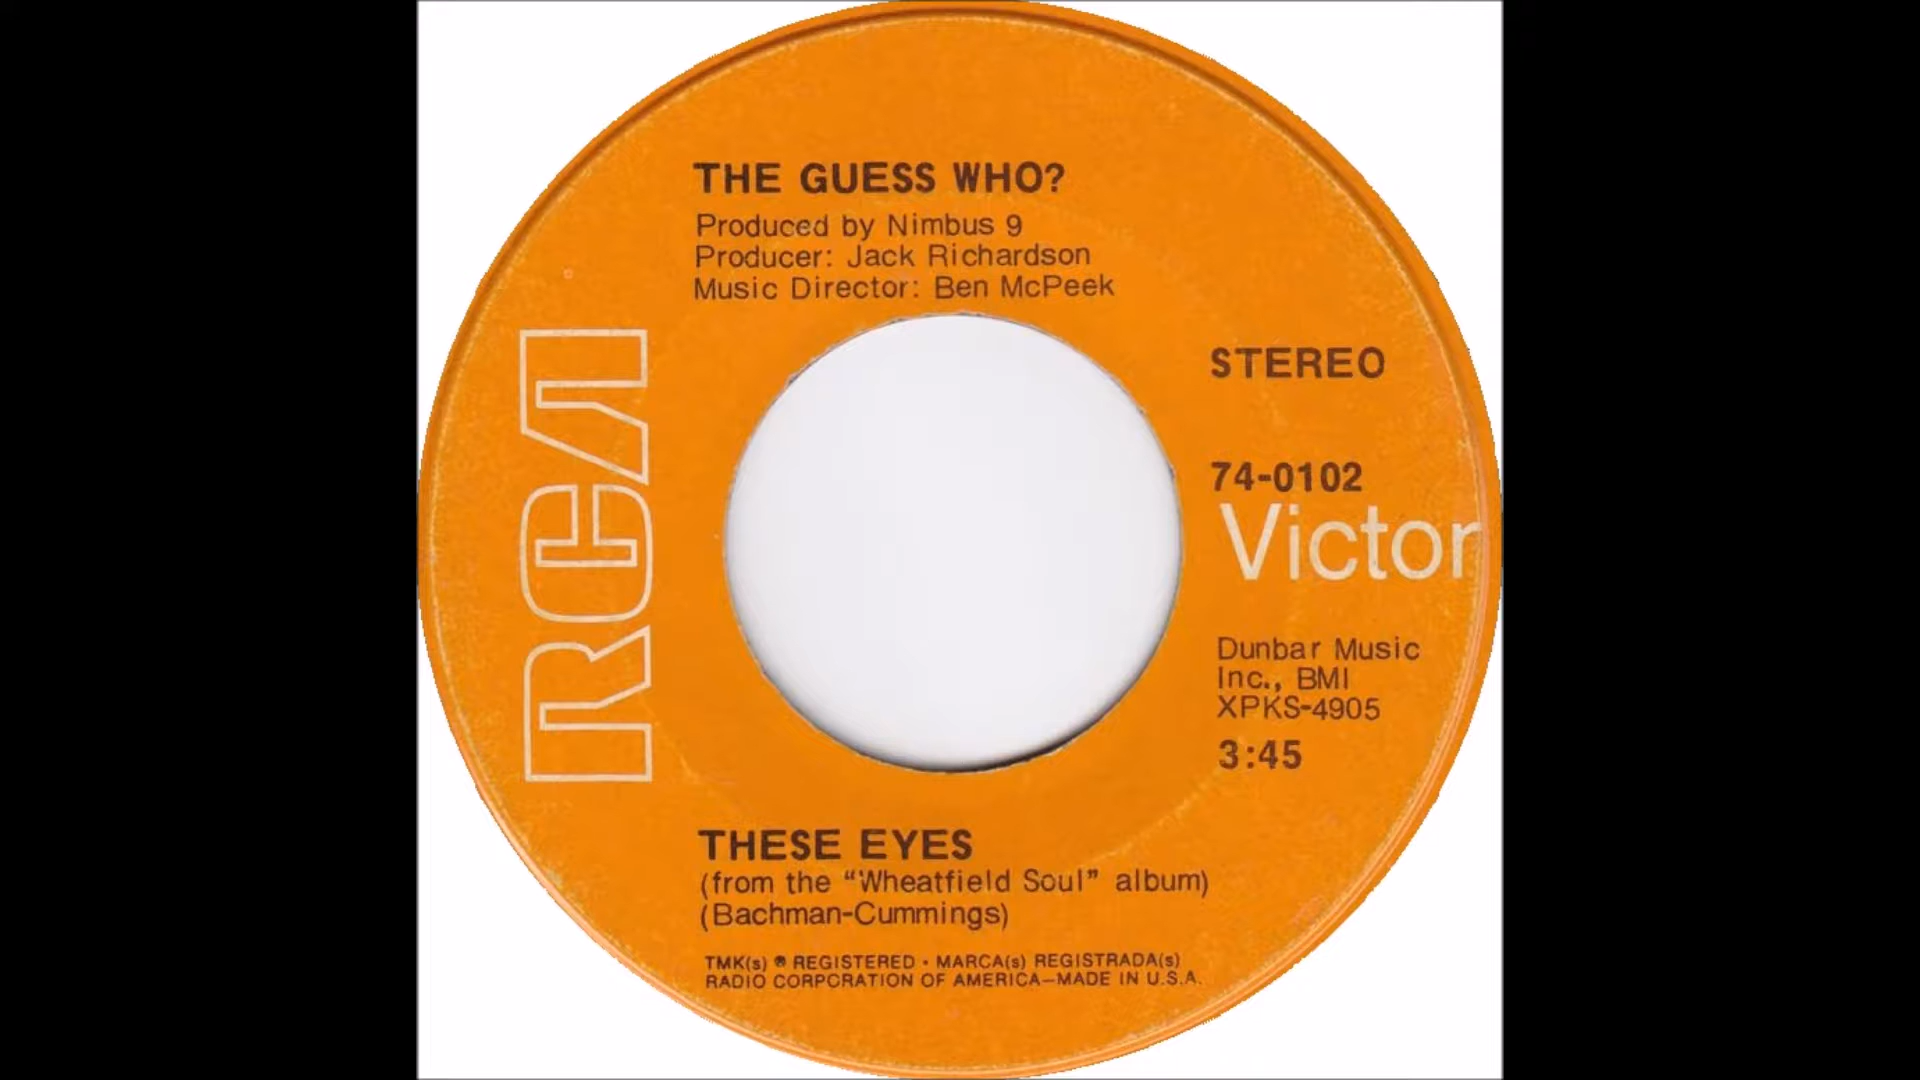 THE GUESS WHO?
Produced by Nimbus 9
Producer: Jack Richardson
Music Director: Ben McPeek
RCA
STEREO
74-0102
Victor
Dunbar Music
Inc., BMI
XPKS-4905
3:45
THESE EYES
(from the “Wheatfield Soul” album)
(Bachman-Cummings)
TMK(s) ® REGISTERED • MARCA(s) REGISTRADA(s)
RADIO CORPORATION OF AMERICA—MADE IN U.S.A.